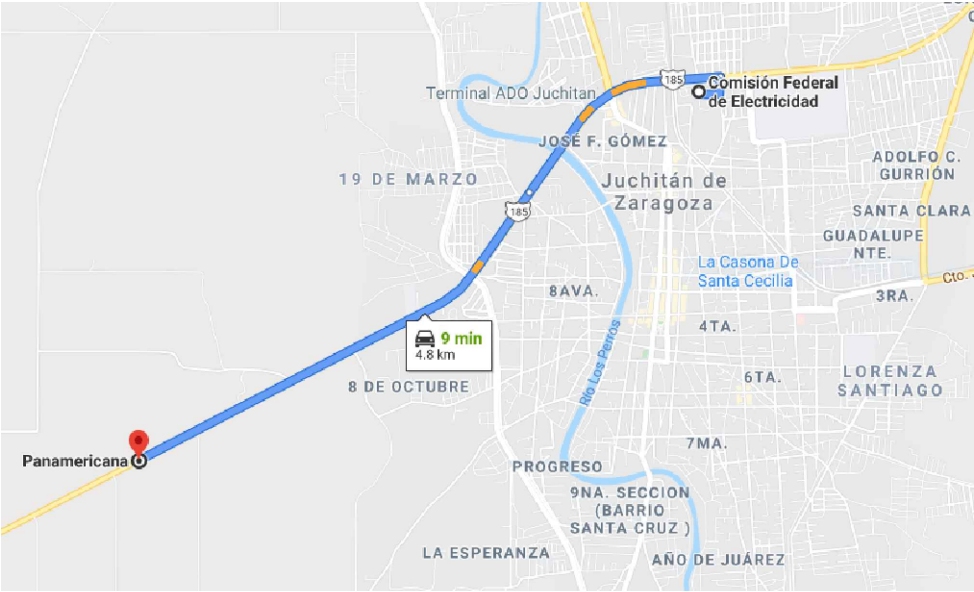 185
Comisión Federal
de Electricidad
Terminal ADO Juchitan
JOSÉ F. GÓMEZ
ADOLFO C.
GURRIÓN
19 DE MARZO
Juchitán de
Zaragoza
185
SANTA CLARA
GUADALUPE
NTE.
La Casona De
Santa Cecilia
Cto.
8AVA.
3RA.
4TA.
9 min
4.8 km
Río Los Perros
8 DE OCTUBRE
6TA.
LORENZA
SANTIAGO
7MA.
Panamericana
PROGRESO
9NA. SECCION
(BARRIO
SANTA CRUZ )
LA ESPERANZA
AÑO DE JUÁREZ